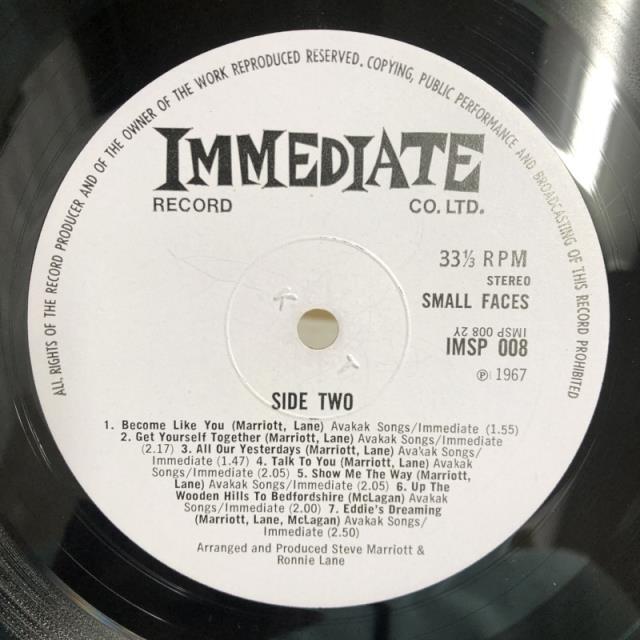 ALL RIGHTS OF THE RECORD PRODUCER AND OF THE OWNER OF THE WORK REPRODUCED RESERVED. COPYING, PUBLIC PERFORMANCE AND BROADCASTING OF THIS RECORD PROHIBITED
IMMEDIATE
RECORD CO. LTD.
33⅓ RPM
STEREO
SMALL FACES
IMSP 008 2Y
IMSP 008
℗ 1967
SIDE TWO
1. Become Like You (Marriott, Lane) Avakak Songs/Immediate (1.55)
2. Get Yourself Together (Marriott, Lane) Avakak Songs/Immediate
(2.17) 3. All Our Yesterdays (Marriott, Lane) Avakak Songs/
Immediate (1.47) 4. Talk To You (Marriott, Lane) Avakak
Songs/Immediate (2.05) 5. Show Me The Way (Marriott,
Lane) Avakak Songs/Immediate (2.05) 6. Up The
Wooden Hills To Bedfordshire (McLagan) Avakak
Songs/Immediate (2.00) 7. Eddie's Dreaming
(Marriott, Lane, McLagan) Avakak Songs/
Immediate (2.50)
Arranged and Produced Steve Marriott &
Ronnie Lane